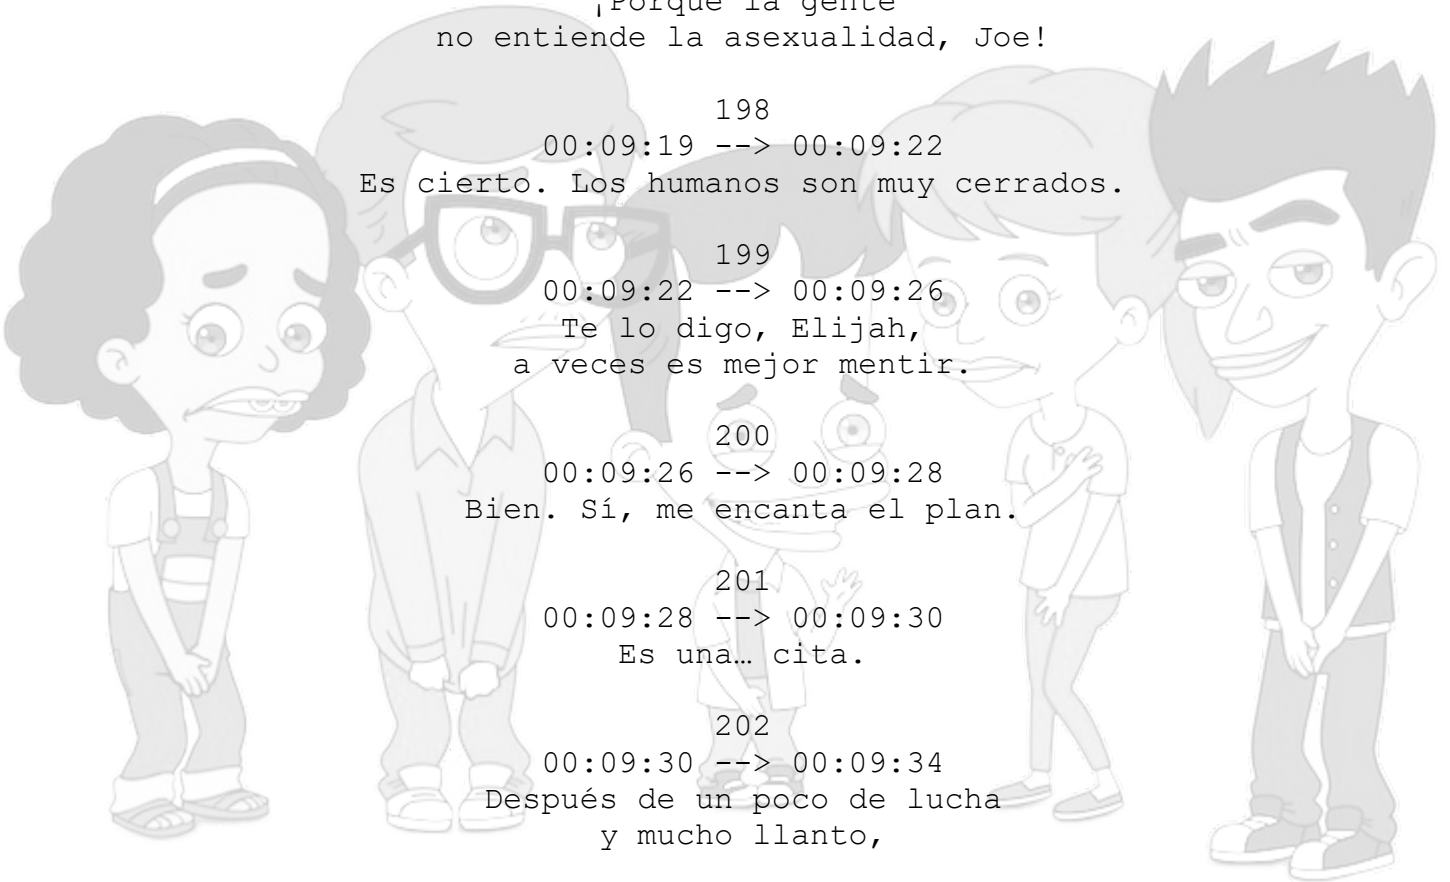 ¡Porque la gente
no entiende la asexualidad, Joe!
198
00:09:19 --> 00:09:22
Es cierto. Los humanos son muy cerrados.
199
00:09:22 --> 00:09:26
Te lo digo, Elijah,
a veces es mejor mentir.
200
00:09:26 --> 00:09:28
Bien. Sí, me encanta el plan.
201
00:09:28 --> 00:09:30
Es una… cita.
202
00:09:30 --> 00:09:34
Después de un poco de lucha
y mucho llanto,